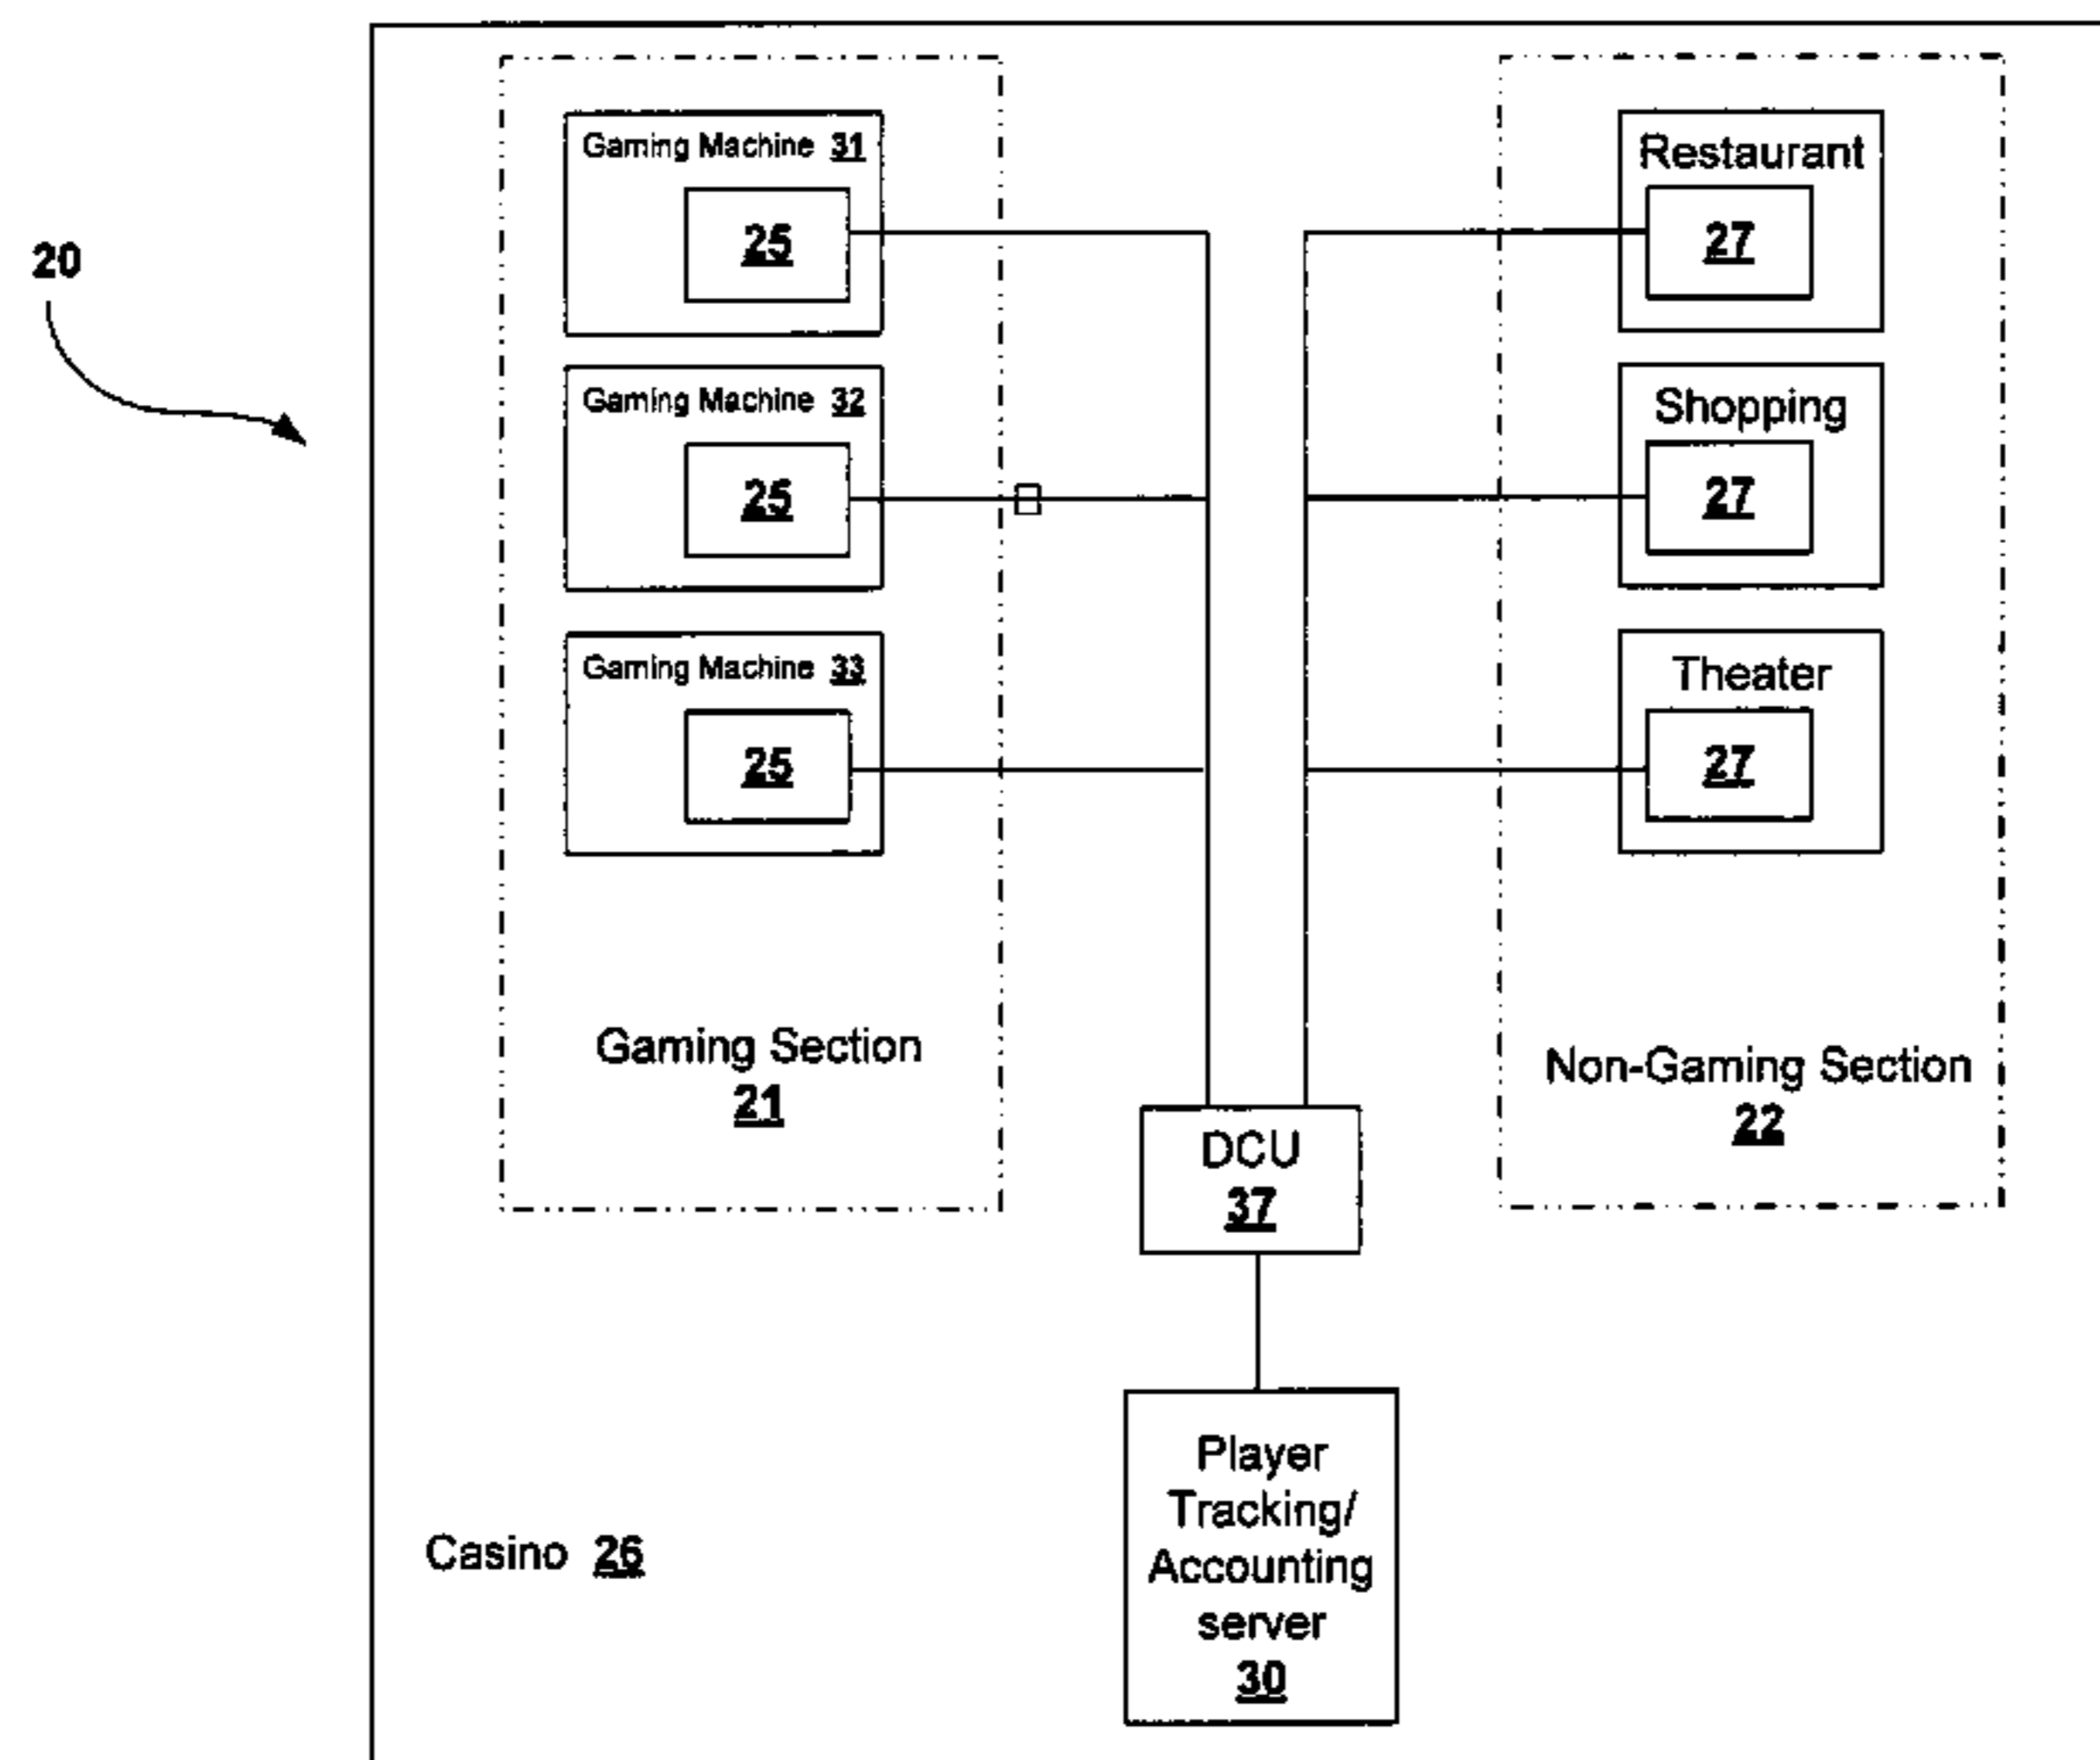 20
Gaming Machine 31
25
Gaming Machine 32
25
Gaming Machine 33
25
Gaming Section
21
Restaurant
27
Shopping
27
Theater
27
Non-Gaming Section
22
DCU
37
Player
Tracking/
Accounting
server
30
Casino 26